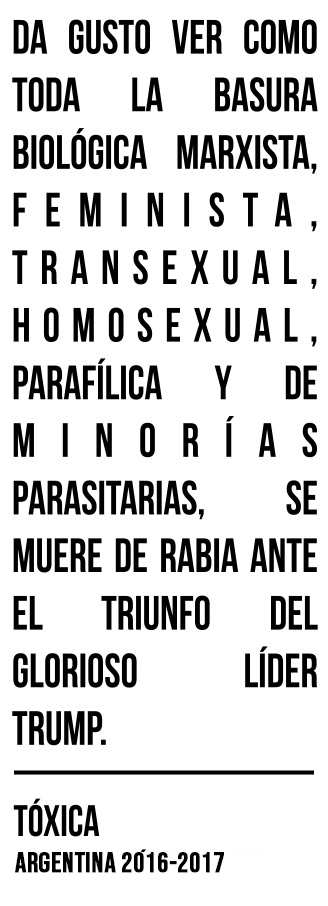 DA GUSTO VER COMO
TODA LA BASURA
BIOLÓGICA MARXISTA,
FEMINISTA,
TRANSEXUAL,
HOMOSEXUAL,
PARAFÍLICA Y DE
MINORÍAS
PARASITARIAS, SE
MUERE DE RABIA ANTE
EL TRIUNFO DEL
GLORIOSO LÍDER
TRUMP.
TÓXICA
ARGENTINA 2016-2017